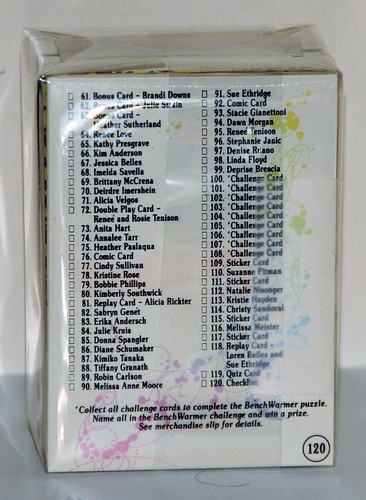 61. Bonus Card - Brandi Downs
62. Bonus Card - Julie Strain
63. Bonus Card -
Heather Sutherland
64. Renee Love
65. Kathy Presgrave
66. Kim Anderson
67. Jessica Belles
68. Imelda Savella
69. Brittany McCrena
70. Deirdre Imershein
71. Alicia Velgos
72. Double Play Card -
Reneé and Rosie Tenison
73. Anita Hart
74. Annalee Tarr
75. Heather Paslaqua
76. Comic Card
77. Cindy Sullivan
78. Kristine Rose
79. Bobbie Phillips
80. Kimberly Southwick
81. Replay Card - Alicia Rickter
82. Sabryn Genét
83. Erika Andersch
84. Julie Kruis
85. Donna Spangler
86. Diane Schumaker
87. Kimiko Tanaka
88. Tiffany Granath
89. Robin Carlson
90. Melissa Anne Moore
91. Sue Ethridge
92. Comic Card
93. Stacie Gianettoni
94. Dawn Morgan
95. Reneé Tenison
96. Stephanie Janic
97. Denise
98. Linda Floyd
99. Deprise Brescia
100. *Challenge Card
101. *Challenge Card
102. *Challenge Card
103. *Challenge Card
104. *Challenge Card
105. *Challenge Card
106. *Challenge Card
107. *Challenge Card
108. *Challenge Card
109. Sticker Card
110. Suzanne Pitman
111. Sticker Card
112. Natalie Nisonger
113. Kristie Hayden
114. Christy Sandoval
115. Sticker Card
116. Melissa Meister
117. Sticker Card
118. Replay Card -
Loren Bailes and
Sue Ethridge
119. Quiz Card
120. Checklist
*Collect all challenge cards to complete the BenchWarmer puzzle.
Name all in the BenchWarmer challenge and win a prize.
See merchandise slip for details.
120